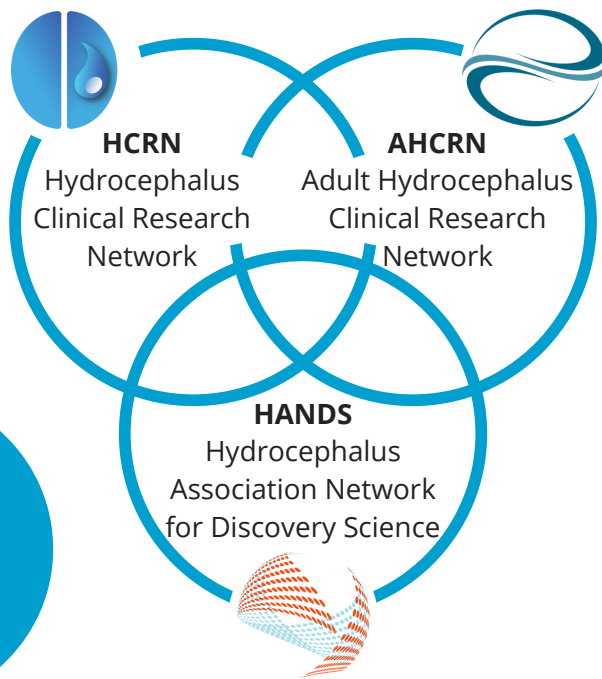 HCRN
Hydrocephalus
Clinical Research
Network
AHCRN
Adult Hydrocephalus
Clinical Research
Network
HANDS
Hydrocephalus
Association Network
for Discovery Science